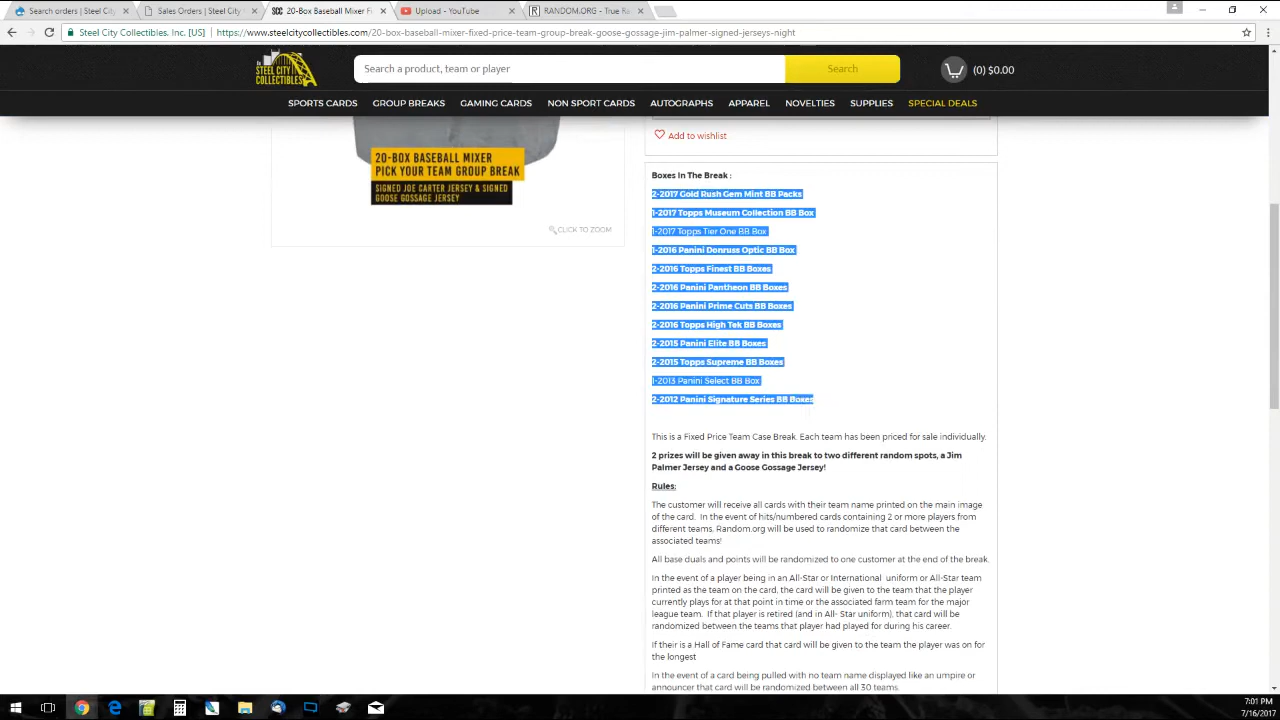 Search orders | Steel City
Sales Orders | Steel City
SCC 20-Box Baseball Mixer F
Upload - YouTube
RANDOM.ORG - True Ra
Steel City Collectibles, Inc. [US] https://www.steelcitycollectibles.com/20-box-baseball-mixer-fixed-price-team-group-break-goose-gossage-jim-palmer-signed-jerseys-night
STEEL CITY
COLLECTIBLES
Search a product, team or player
Search
(0) $0.00
SPORTS CARDS GROUP BREAKS GAMING CARDS NON SPORT CARDS AUTOGRAPHS APPAREL NOVELTIES SUPPLIES SPECIAL DEALS
Add to wishlist
20-BOX BASEBALL MIXER
PICK YOUR TEAM GROUP BREAK
SIGNED JOE CARTER JERSEY & SIGNED
GOOSE GOSSAGE JERSEY
CLICK TO ZOOM
Boxes In The Break :
2-2017 Gold Rush Gem Mint BB Packs
1-2017 Topps Museum Collection BB Box
1-2017 Topps Tier One BB Box
1-2016 Panini Donruss Optic BB Box
2-2016 Topps Finest BB Boxes
2-2016 Panini Pantheon BB Boxes
2-2016 Panini Prime Cuts BB Boxes
2-2016 Topps High Tek BB Boxes
2-2015 Panini Elite BB Boxes
2-2015 Topps Supreme BB Boxes
1-2013 Panini Select BB Box
2-2012 Panini Signature Series BB Boxes
This is a Fixed Price Team Case Break. Each team has been priced for sale individually.
2 prizes will be given away in this break to two different random spots, a Jim
Palmer Jersey and a Goose Gossage Jersey!
Rules:
The customer will receive all cards with their team name printed on the main image
of the card. In the event of hits/numbered cards containing 2 or more players from
different teams, Random.org will be used to randomize that card between the
associated teams!
All base duals and points will be randomized to one customer at the end of the break.
In the event of a player being in an All-Star or International uniform or All-Star team
printed as the team on the card, the card will be given to the team that the player
currently plays for at that point in time or the associated farm team for the major
league team. If that player is retired (and in All- Star uniform), that card will be
randomized between the teams that player had played for during his career.
If their is a Hall of Fame card that card will be given to the team the player was on for
the longest
In the event of a card being pulled with no team name displayed like an umpire or
announcer that card will be randomized between all 30 teams.
7:01 PM
7/16/2017